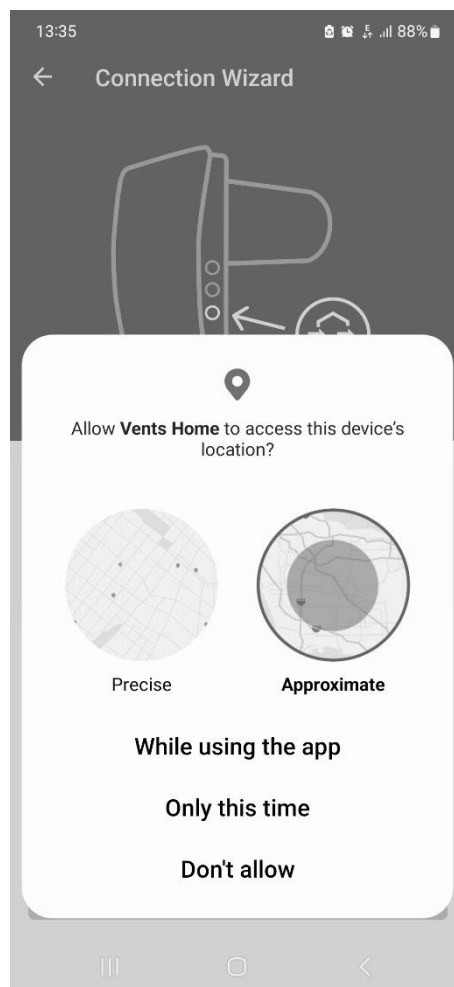 13:35
88%
Connection Wizard
Allow Vents Home to access this device's
location?
Precise
Approximate
While using the app
Only this time
Don't allow